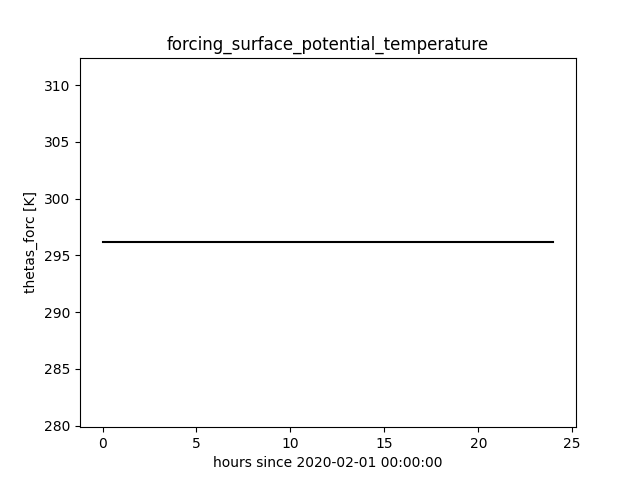 forcing_surface_potential_temperature
310
305
300
295
290
285
280
thetas_forc [K]
0 5 10 15 20 25
hours since 2020-02-01 00:00:00